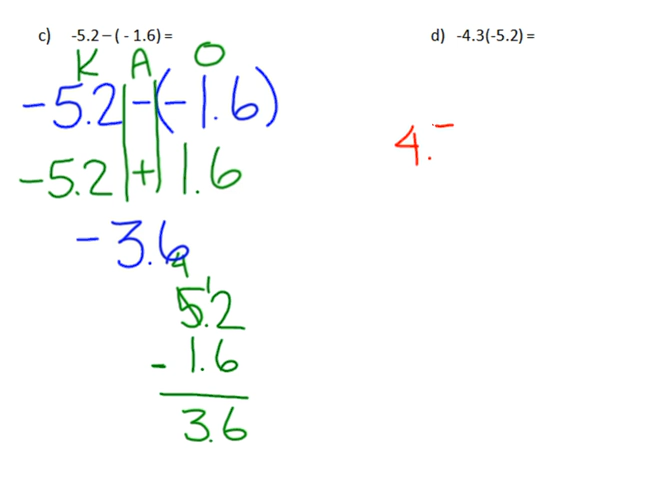 c) -5.2 – ( - 1.6) =
K A O
-5.2 | - | (-1.6)
-5.2 | + | 1.6
-3.6
4 1
5.2
- 1.6
3.6
d) -4.3(-5.2) =
4.